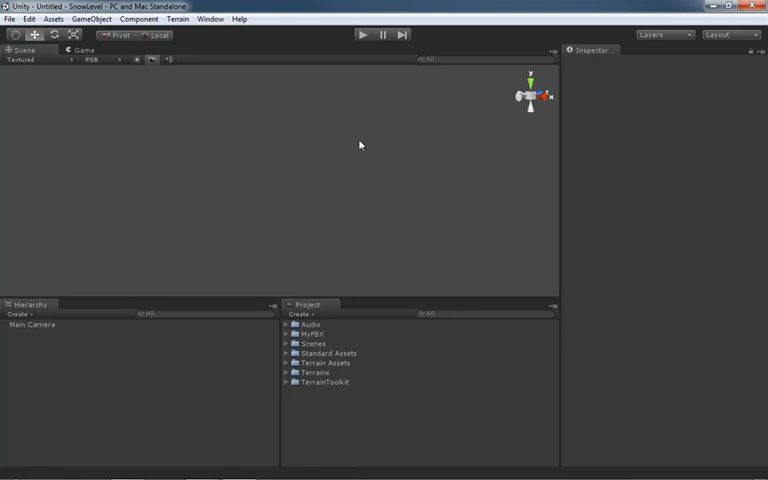 Unity - Untitled - SnowLevel - PC and Mac Standalone
File Edit Assets GameObject Component Terrain Window Help
Pivot Local Layers Layout
Scene Game Inspector
Textured RGB All
y
x
Hierarchy Project
Create All Create All
Main Camera
Audio
MyFBX
Scenes
Standard Assets
Terrain Assets
Terrains
TerrainToolkit